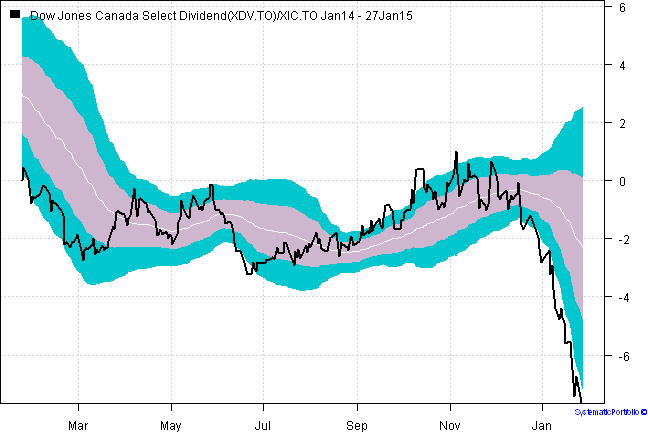 Dow Jones Canada Select Dividend(XDV.TO)/XIC.TO Jan14 - 27Jan15
6
4
2
0
-2
-4
-6
Mar May Jul Sep Nov Jan
SystematicPortfolio ©